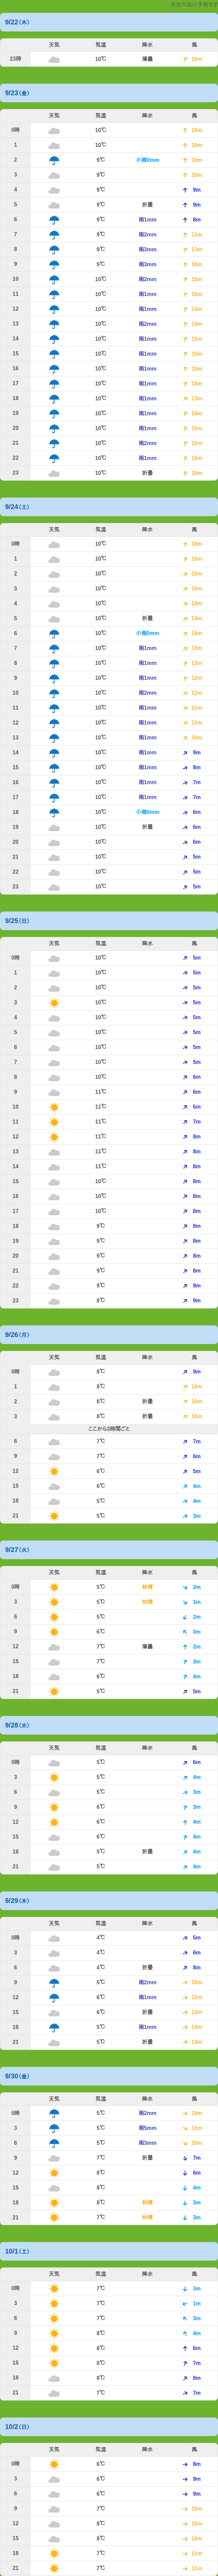 の予報です
9/22(木)
天気 気温 降水 風
23時 10℃ 薄曇 10m
9/23(金)
天気 気温 降水 風
0時 10℃ 10m
1 10℃ 10m
2 9℃ 小雨0mm 10m
3 9℃ 10m
4 9℃ 9m
5 9℃ 折曇 9m
6 9℃ 雨1mm 8m
7 9℃ 雨2mm 11m
8 9℃ 雨3mm 13m
9 9℃ 雨3mm 16m
10 10℃ 雨2mm 15m
11 10℃ 雨1mm 15m
12 10℃ 雨1mm 14m
13 10℃ 雨2mm 14m
14 10℃ 雨1mm 15m
15 10℃ 雨1mm 15m
16 10℃ 雨1mm 15m
17 10℃ 雨1mm 14m
18 10℃ 雨1mm 13m
19 10℃ 雨1mm 14m
20 10℃ 雨1mm 15m
21 10℃ 雨2mm 15m
22 10℃ 雨1mm 15m
23 10℃ 折曇 16m
9/24(土)
天気 気温 降水 風
0時 10℃ 16m
1 10℃ 15m
2 10℃ 15m
3 10℃ 15m
4 10℃ 14m
5 10℃ 折曇 14m
6 10℃ 小雨0mm 14m
7 10℃ 雨1mm 13m
8 10℃ 雨1mm 13m
9 10℃ 雨1mm 12m
10 10℃ 雨2mm 12m
11 10℃ 雨1mm 11m
12 10℃ 雨1mm 11m
13 10℃ 雨1mm 10m
14 10℃ 雨1mm 9m
15 10℃ 雨1mm 8m
16 10℃ 雨1mm 7m
17 10℃ 雨1mm 7m
18 10℃ 小雨0mm 6m
19 10℃ 折曇 6m
20 10℃ 6m
21 10℃ 5m
22 10℃ 5m
23 10℃ 5m
9/25(日)
天気 気温 降水 風
0時 10℃ 5m
1 10℃ 5m
2 10℃ 5m
3 10℃ 5m
4 10℃ 5m
5 10℃ 5m
6 10℃ 5m
7 10℃ 5m
8 10℃ 6m
9 11℃ 6m
10 11℃ 6m
11 11℃ 7m
12 11℃ 8m
13 11℃ 8m
14 11℃ 8m
15 10℃ 8m
16 10℃ 8m
17 10℃ 8m
18 9℃ 8m
19 9℃ 8m
20 9℃ 8m
21 9℃ 8m
22 9℃ 9m
23 8℃ 9m
9/26(月)
天気 気温 降水 風
0時 8℃ 9m
1 8℃ 10m
2 8℃ 折曇 10m
3 8℃ 折曇 10m
ここから3時間ごと
6 7℃ 7m
9 7℃ 6m
12 6℃ 5m
15 6℃ 4m
18 5℃ 4m
21 5℃ 3m
9/27(火)
天気 気温 降水 風
0時 5℃ 快晴 2m
3 5℃ 快晴 1m
6 5℃ 2m
9 6℃ 0m
12 7℃ 薄曇 2m
15 7℃ 3m
18 6℃ 4m
21 5℃ 5m
9/28(水)
天気 気温 降水 風
0時 5℃ 6m
3 5℃ 4m
6 5℃ 3m
9 6℃ 3m
12 6℃ 4m
15 6℃ 4m
18 5℃ 折曇 4m
21 5℃ 4m
9/29(木)
天気 気温 降水 風
0時 4℃ 5m
3 4℃ 6m
6 4℃ 折曇 8m
9 5℃ 雨2mm 10m
12 6℃ 雨1mm 12m
15 6℃ 折曇 13m
18 5℃ 雨1mm 14m
21 5℃ 折曇 14m
9/30(金)
天気 気温 降水 風
0時 5℃ 雨2mm 14m
3 5℃ 雨5mm 11m
6 6℃ 雨3mm 10m
9 7℃ 折曇 7m
12 8℃ 6m
15 8℃ 4m
18 8℃ 快晴 3m
21 7℃ 快晴 3m
10/1(土)
天気 気温 降水 風
0時 7℃ 3m
3 7℃ 1m
6 7℃ 3m
9 8℃ 4m
12 8℃ 6m
15 8℃ 7m
18 8℃ 8m
21 7℃ 7m
10/2(日)
天気 気温 降水 風
0時 6℃ 8m
3 6℃ 9m
6 6℃ 9m
9 7℃ 10m
12 8℃ 10m
15 8℃ 10m
18 7℃ 11m
21 7℃ 11m